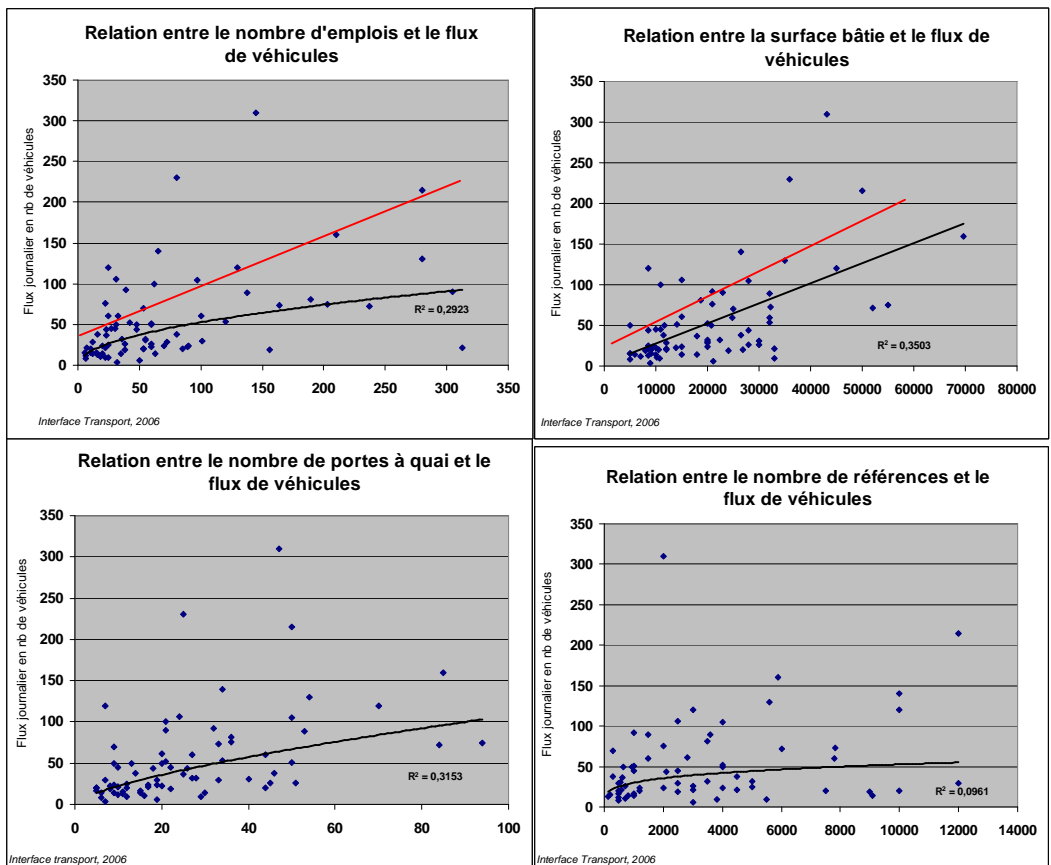 Relation entre le nombre d'emplois et le flux
de véhicules
Flux journalier en nb de véhicules
350
300
250
200
150
100
50
0
R² = 0,2923
0 50 100 150 200 250 300 350
Interface Transport, 2006
Relation entre la surface bâtie et le flux de
véhicules
Flux journalier en nb de véhicules
350
300
250
200
150
100
50
0
R² = 0,3503
0 10000 20000 30000 40000 50000 60000 70000 80000
Interface Transport, 2006
Relation entre le nombre de portes à quai et le
flux de véhicules
Flux journalier en nb de véhicules
350
300
250
200
150
100
50
0
R² = 0,3153
0 20 40 60 80 100
Interface transport, 2006
Relation entre le nombre de références et le
flux de véhicules
Flux journalier en nb de véhicules
350
300
250
200
150
100
50
0
R² = 0,0961
0 2000 4000 6000 8000 10000 12000 14000
Interface Transport, 2006